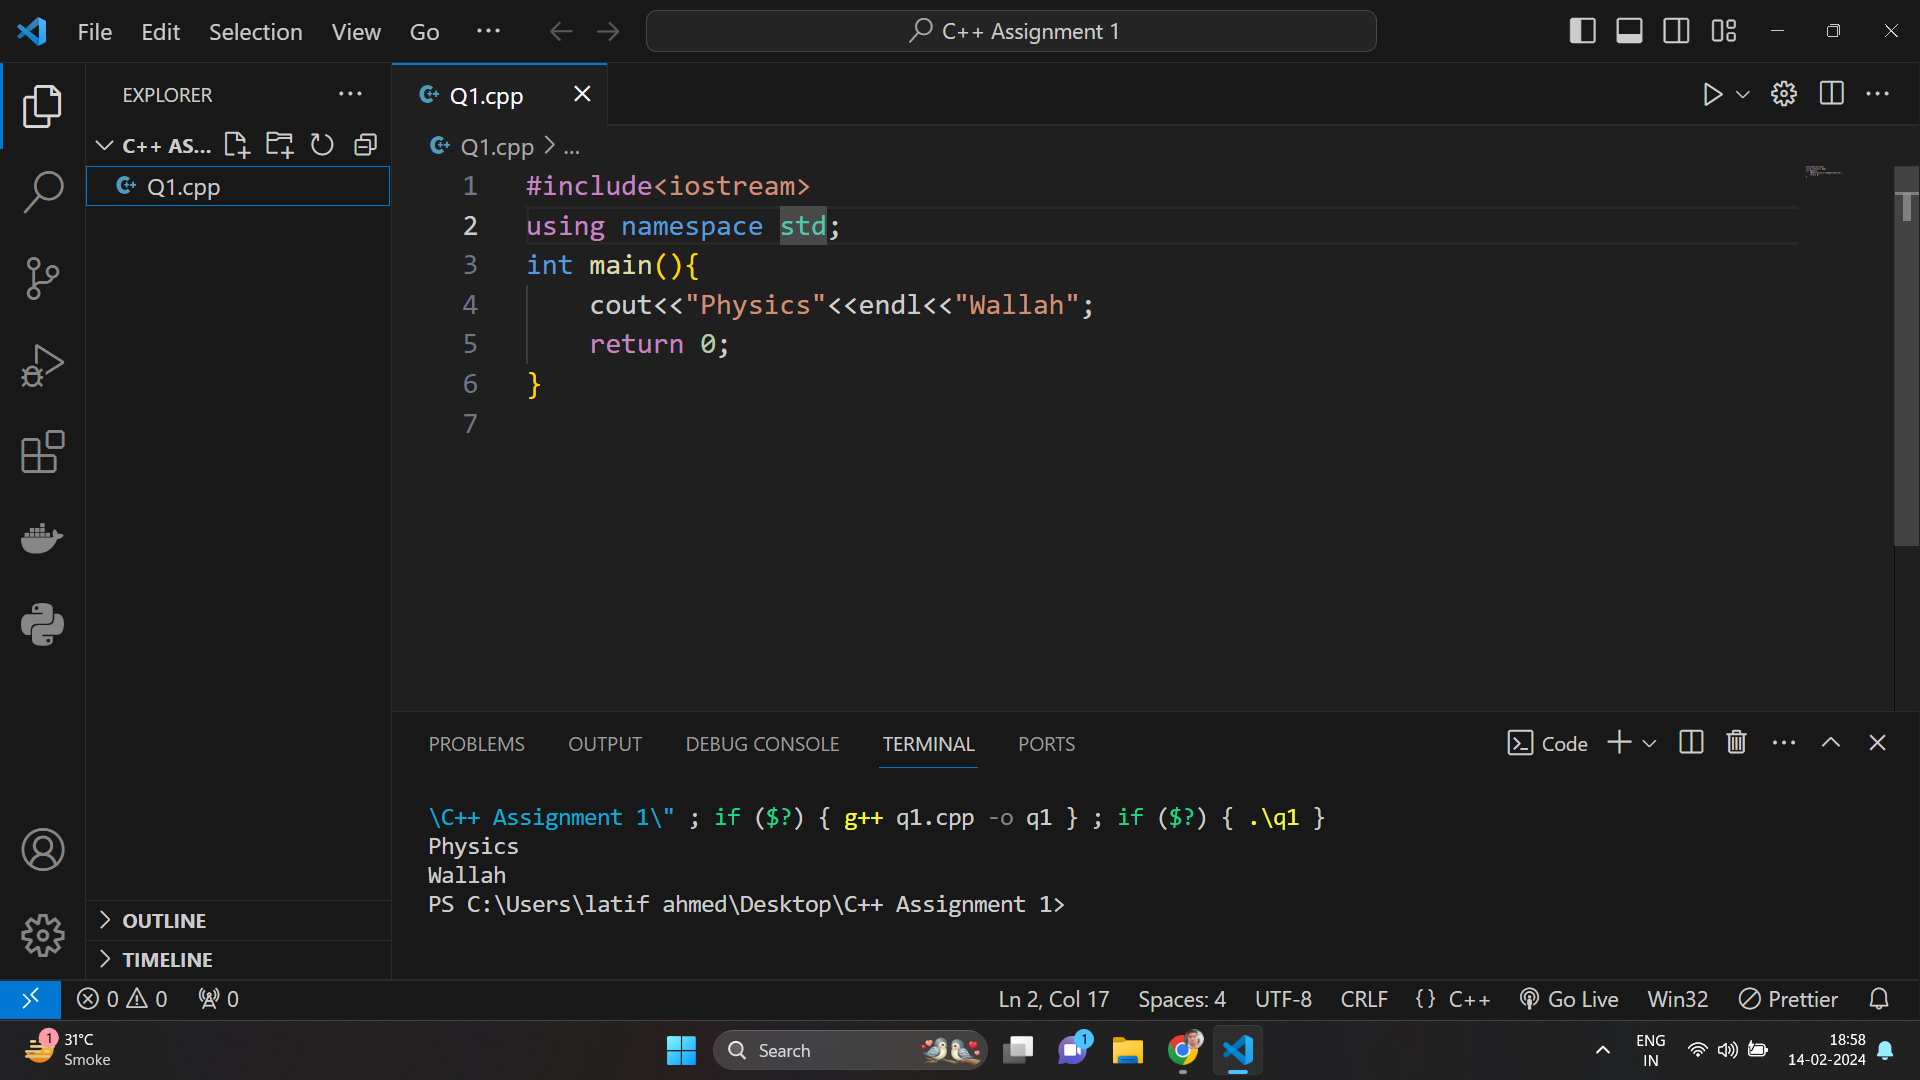 File Edit Selection View Go ···
C++ Assignment 1
EXPLORER
C++ AS...
Q1.cpp
Q1.cpp
Q1.cpp > ...
1 #include<iostream>
2 using namespace std;
3 int main(){
4     cout<<"Physics"<<endl<<"Wallah";
5     return 0;
6 }
7
OUTLINE
TIMELINE
PROBLEMS OUTPUT DEBUG CONSOLE TERMINAL PORTS
Code
\C++ Assignment 1\" ; if ($?) { g++ q1.cpp -o q1 } ; if ($?) { .\q1 }
Physics
Wallah
PS C:\Users\latif ahmed\Desktop\C++ Assignment 1>
0 0 0 Ln 2, Col 17 Spaces: 4 UTF-8 CRLF {} C++ Go Live Win32 Prettier
1
31°C
Smoke
Search
1
ENG
IN
18:58
14-02-2024